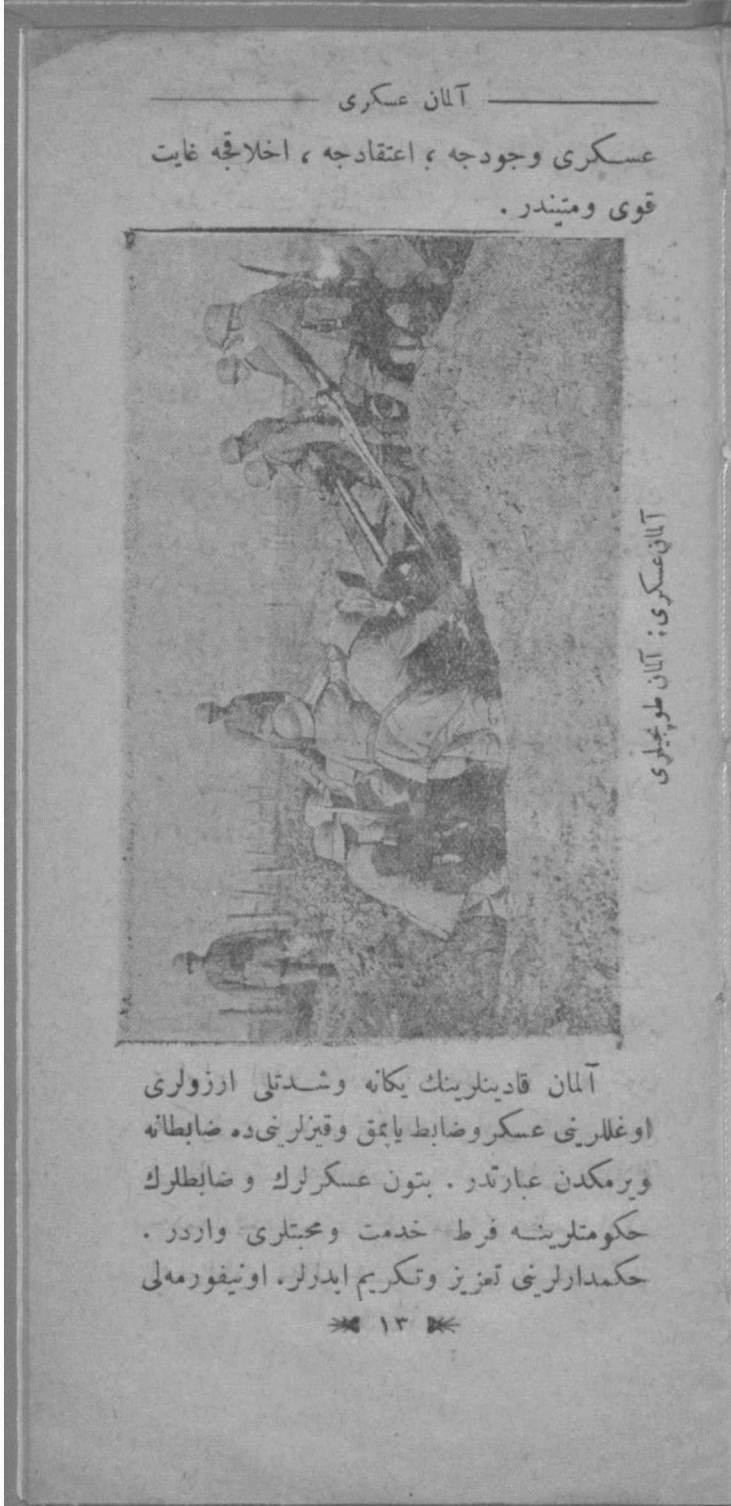 آلمان عسكرى
عسكرى وجودجه ، اعتقادجه ، اخلاقجه غايت
قوى ومتيندر .
آلمان عسكرى : آلمان طوپجيلرى
آلمان قادينلرينك يكانه وشدتلى ارزولرى
اوغللرينى عسكر وضابط يابمق وقيزلرينى ده ضابطانه
ويرمكدن عبارتدر . بتون عسكرلرك و ضابطلرك
حكومتلرينه فرط خدمت ومحبتلرى واردر .
حكمدارلرينى تعزيز وتكريم ايدرلر. اونيفورمه لى
١٣